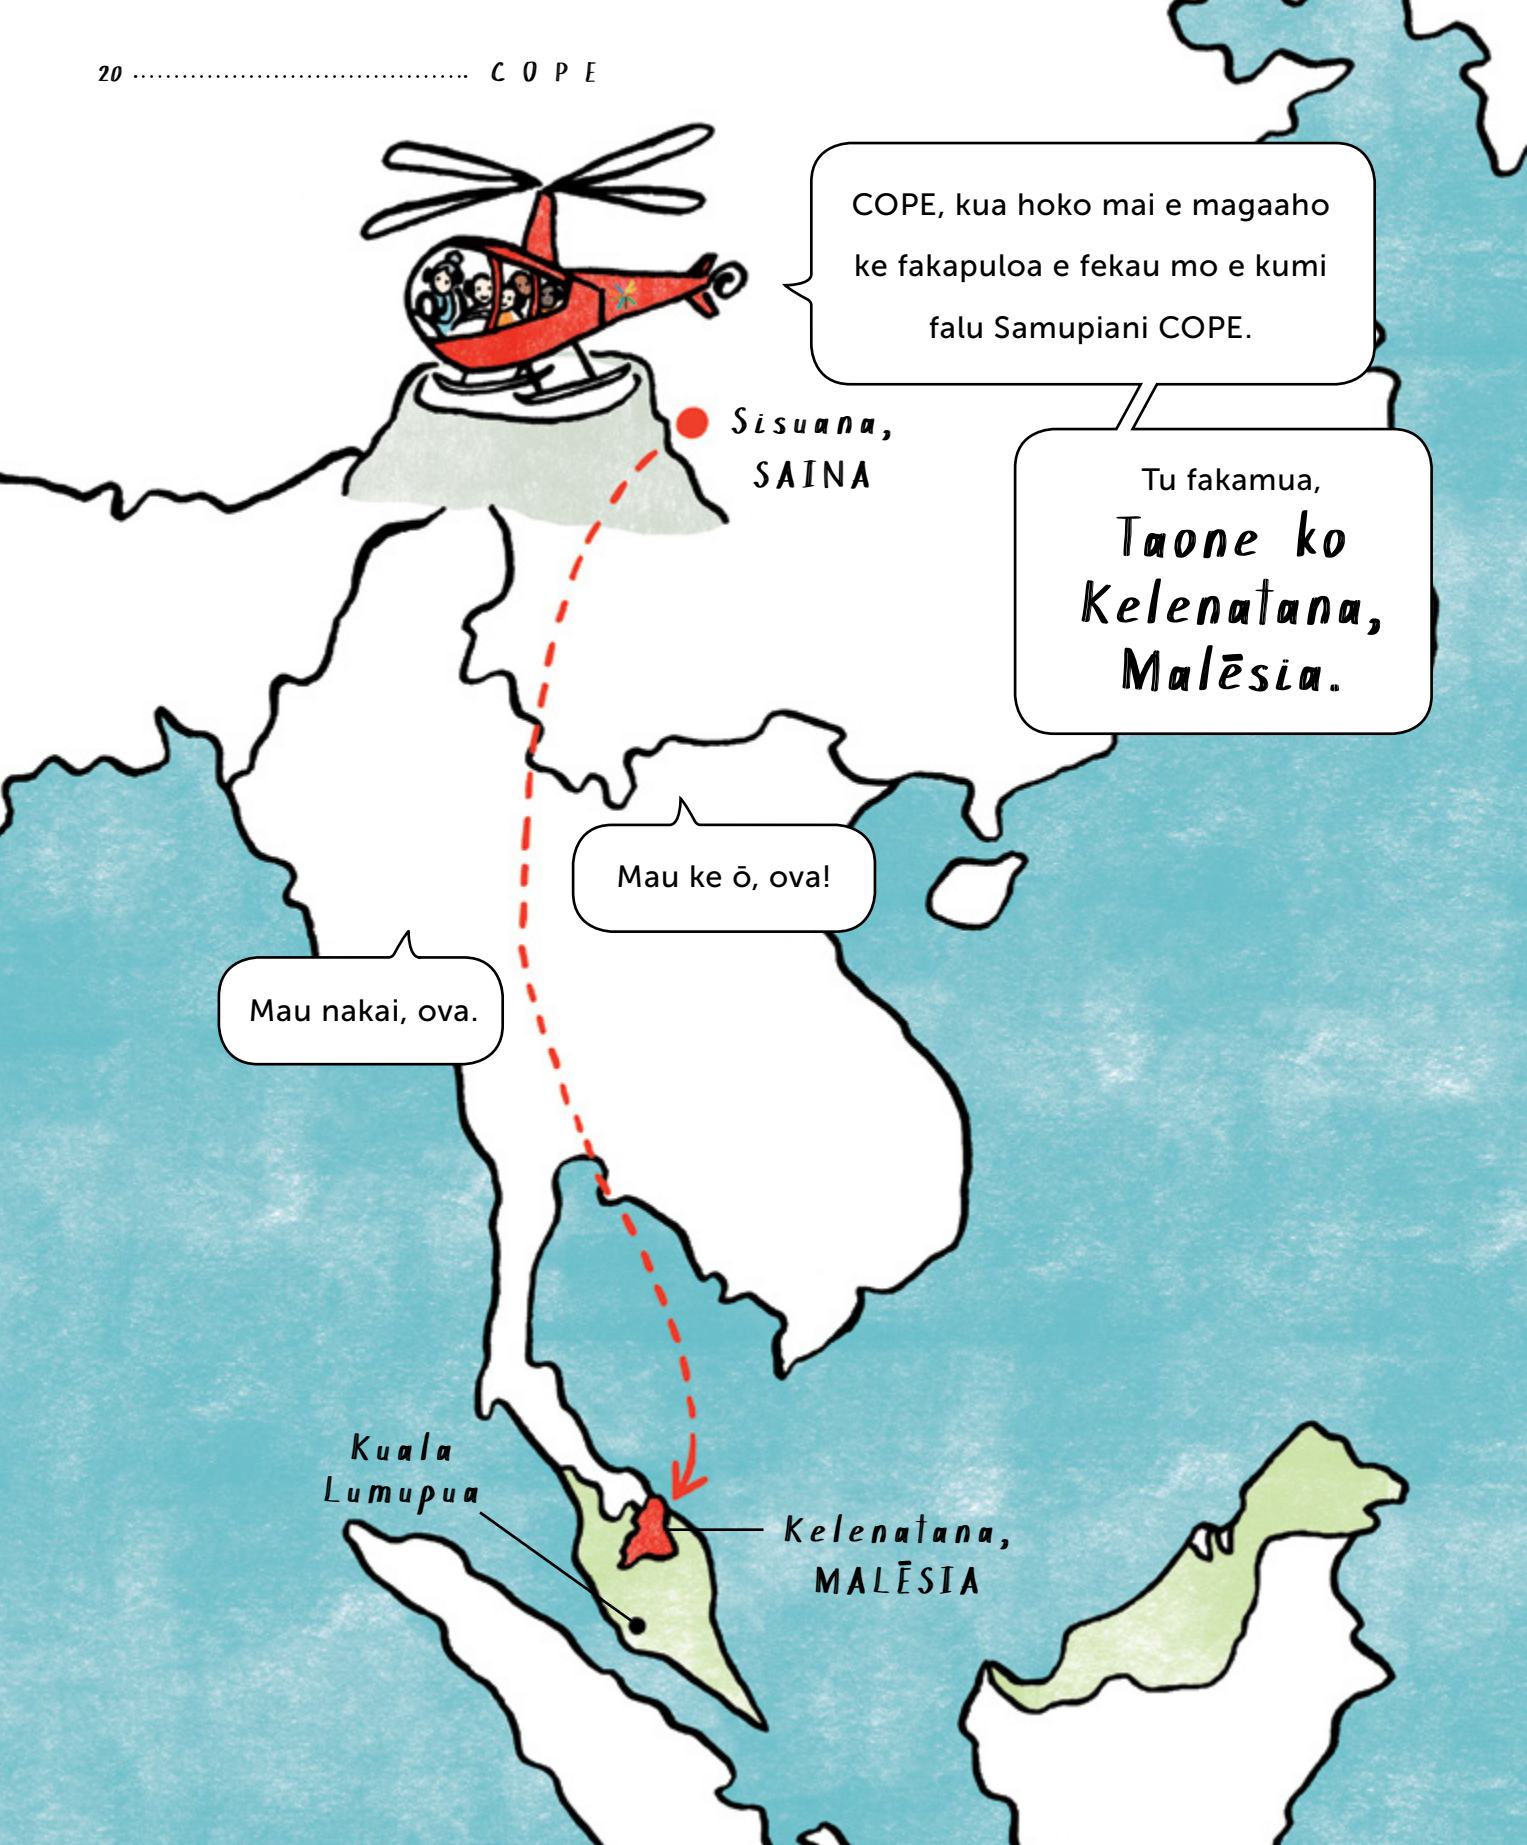 20 COPE
COPE, kua hoko mai e magaaho
ke fakapuloa e fekau mo e kumi
falu Samupiani COPE.
Sisuana,
SAINA
Tu fakamua,
Taone ko
Kelenatana,
Malēsia.
Mau ke ō, ova!
Mau nakai, ova.
Kuala
Lumupua
Kelenatana,
MALĒSIA